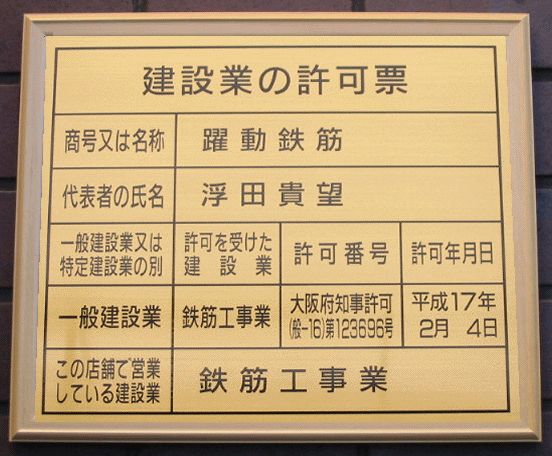 建設業の許可票
商号又は名称 躍動鉄筋
代表者の氏名 浮田貴望
一般建設業又は 許可を受けた 許可番号 許可年月日
特定建設業の別 建設業
一般建設業 鉄筋工事業 大阪府知事許可 平成17年
(般-16)第123696号 2月 4日
この店舗で営業 鉄筋工事業
している建設業